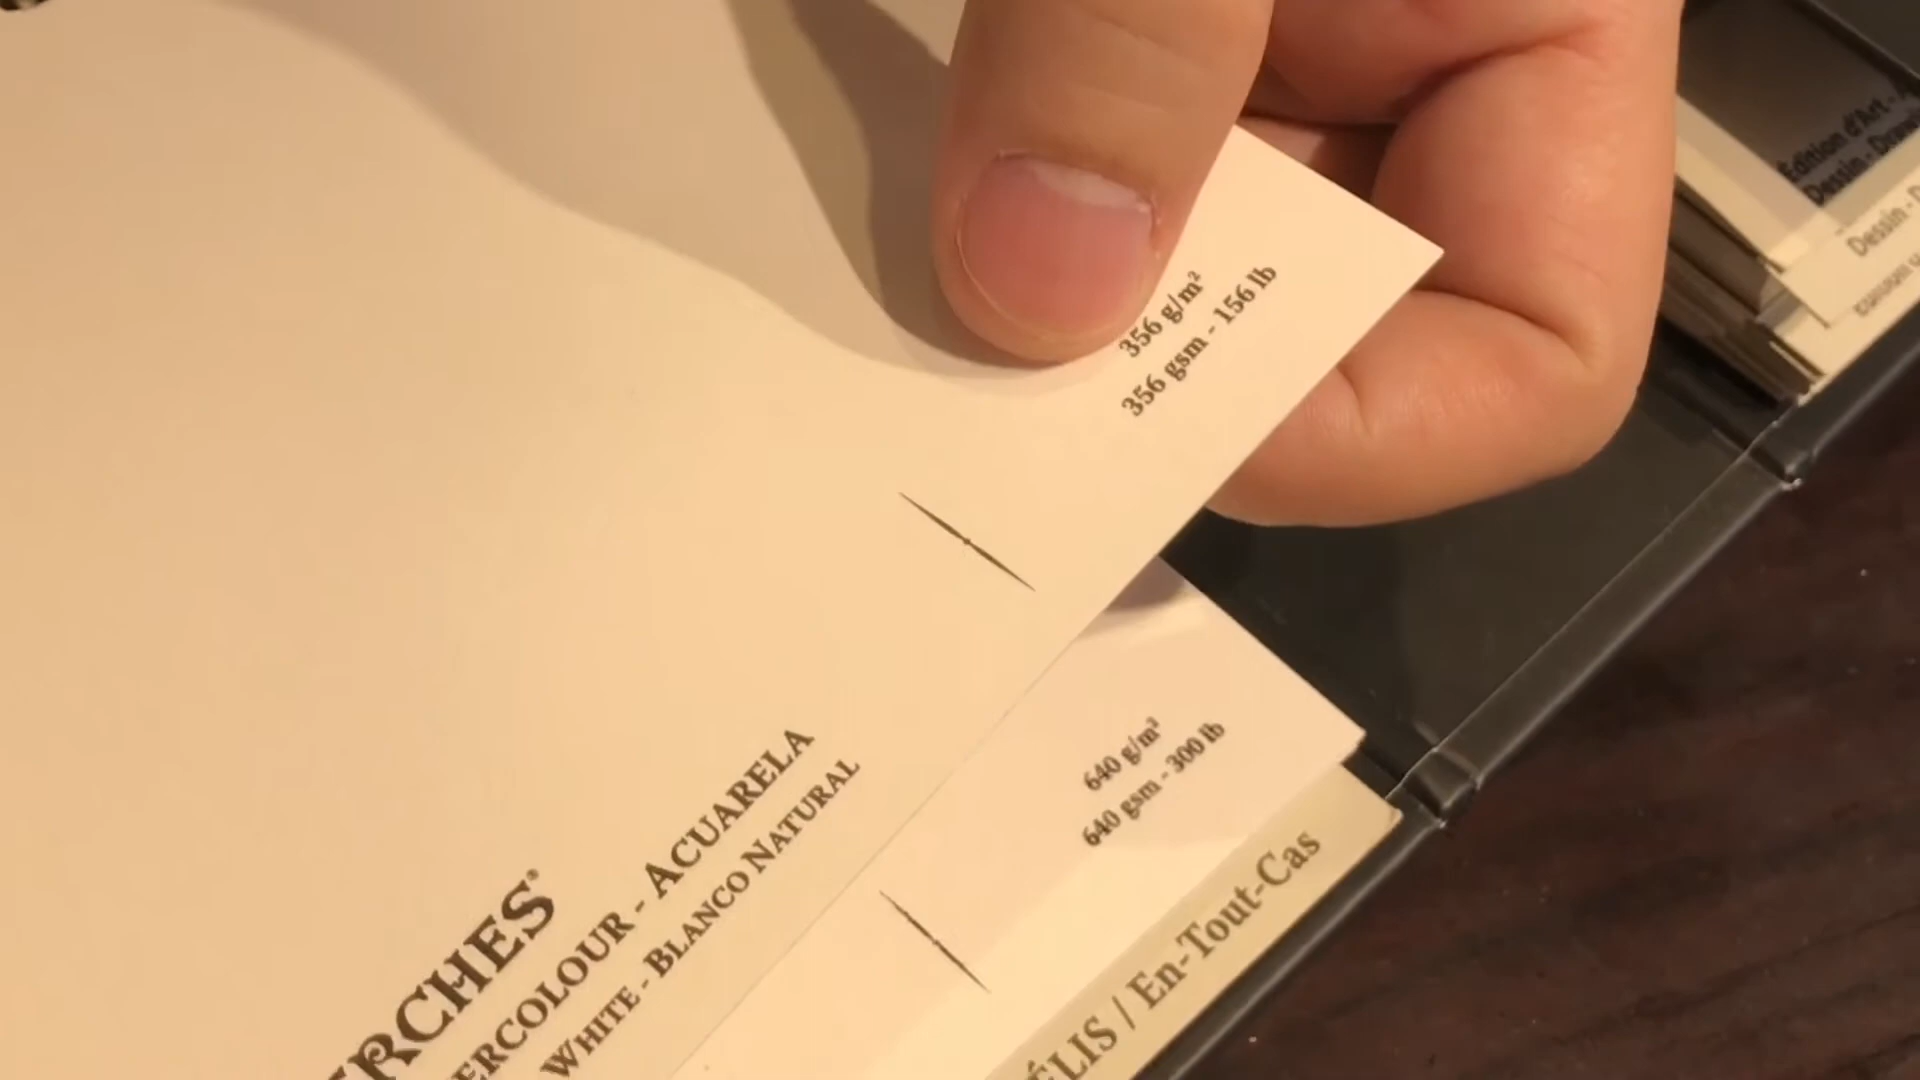 356 g/m²
356 gsm - 156 lb
RCHES®
ERCOLOUR - ACUARELA
WHITE - BLANCO NATURAL
640 g/m²
640 gsm - 300 lb
ÉLIS / En-Tout-Cas
Edition d'Art -
Dessin -
Dessin -